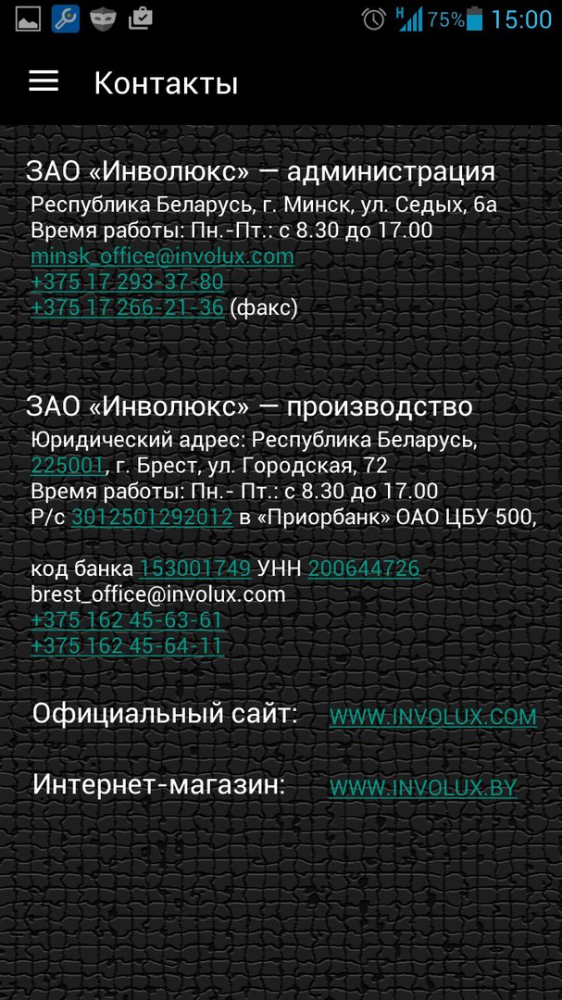 75% 15:00
Контакты
ЗАО «Инволюкс» — администрация
Республика Беларусь, г. Минск, ул. Седых, 6а
Время работы: Пн.-Пт.: с 8.30 до 17.00
minsk_office@involux.com
+375 17 293-37-80
+375 17 266-21-36 (факс)
ЗАО «Инволюкс» — производство
Юридический адрес: Республика Беларусь,
225001, г. Брест, ул. Городская, 72
Время работы: Пн.- Пт.: с 8.30 до 17.00
Р/с 3012501292012 в «Приорбанк» ОАО ЦБУ 500,
код банка 153001749 УНН 200644726
brest_office@involux.com
+375 162 45-63-61
+375 162 45-64-11
Официальный сайт: WWW.INVOLUX.COM
Интернет-магазин: WWW.INVOLUX.BY